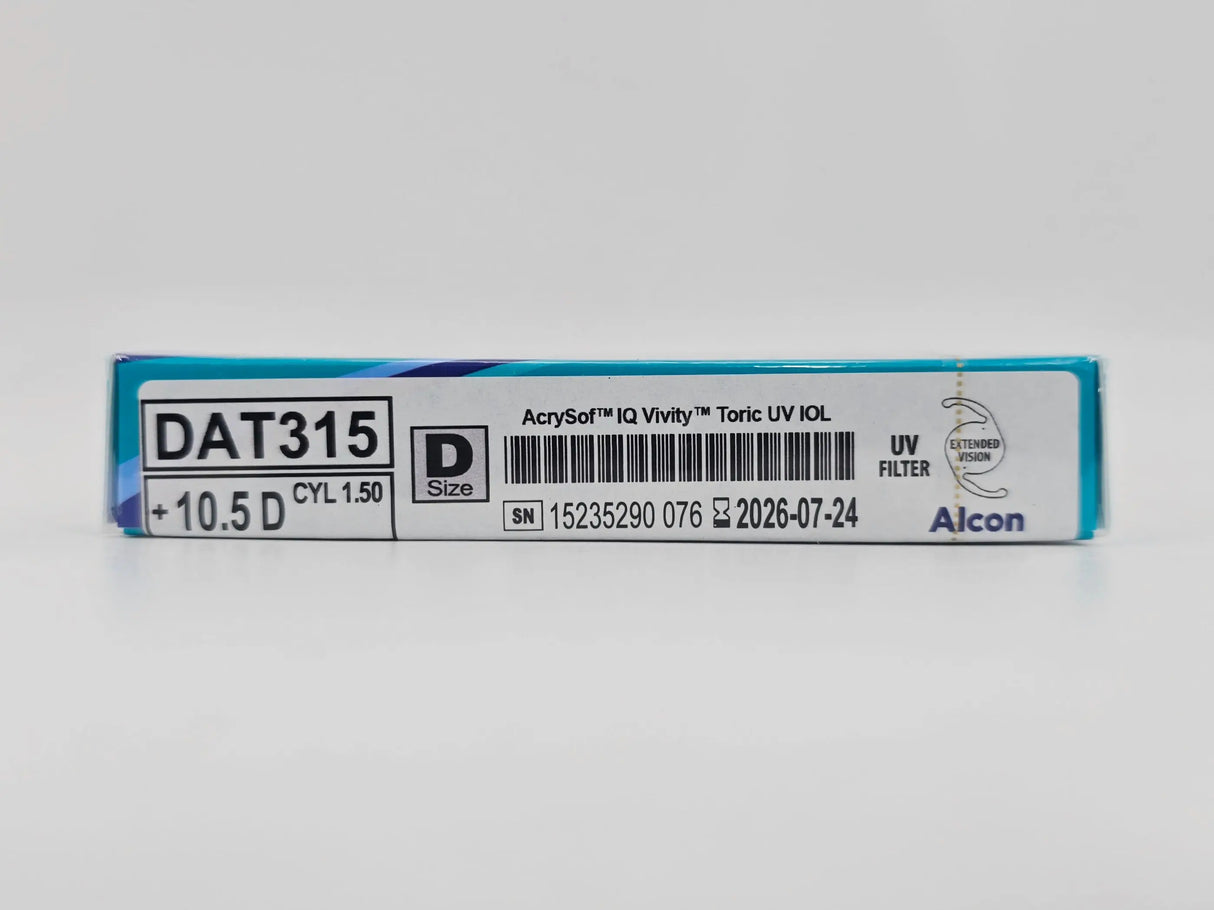 DAT315
+ 10.5 D CYL 1.50
D
Size
AcrySof™ IQ Vivity™ Toric UV IOL
SN 15235290 076 2026-07-24
UV
FILTER
EXTENDED
VISION
Alcon